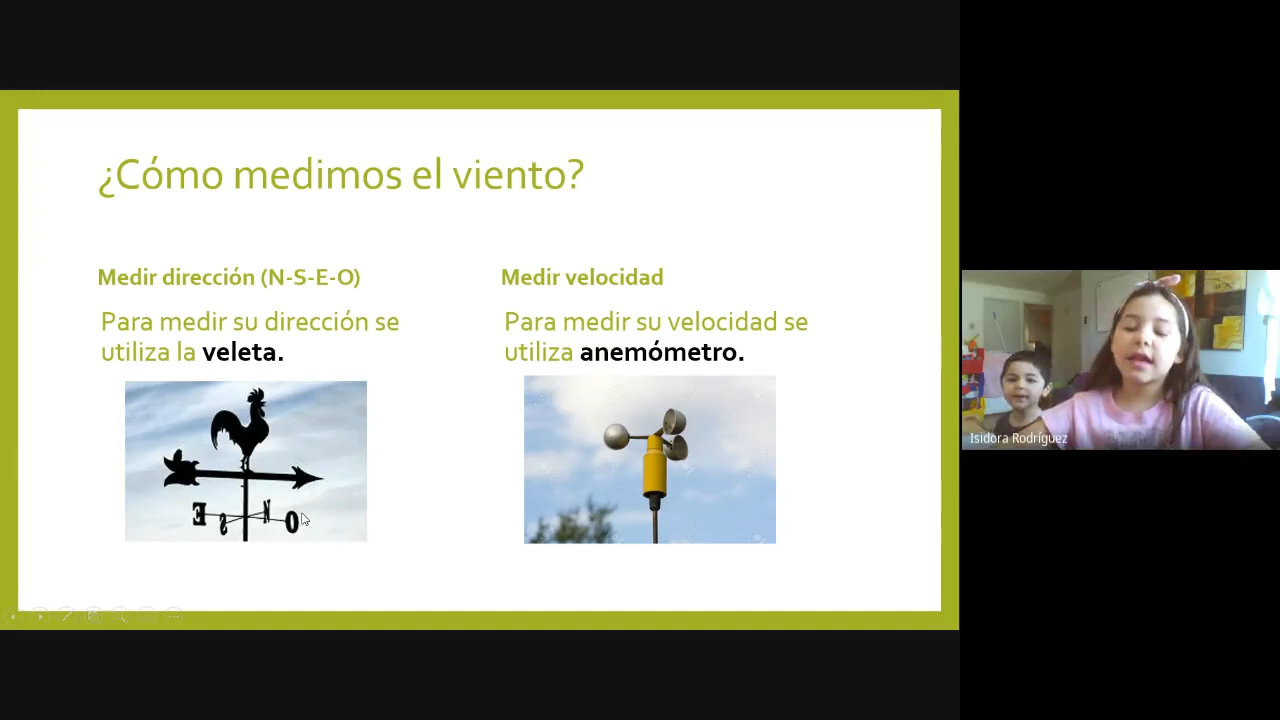 ¿Cómo medimos el viento?
Medir dirección (N-S-E-O)
Para medir su dirección se
utiliza la veleta.
E S N O
Medir velocidad
Para medir su velocidad se
utiliza anemómetro.
Isidora Rodríguez